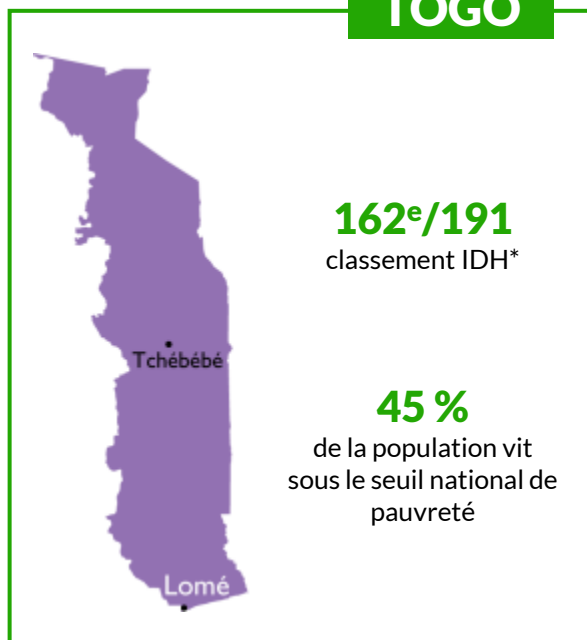 TOGO
162ᵉ/191
classement IDH*
Tchébébé
45 %
de la population vit
sous le seuil national de
pauvreté
Lomé